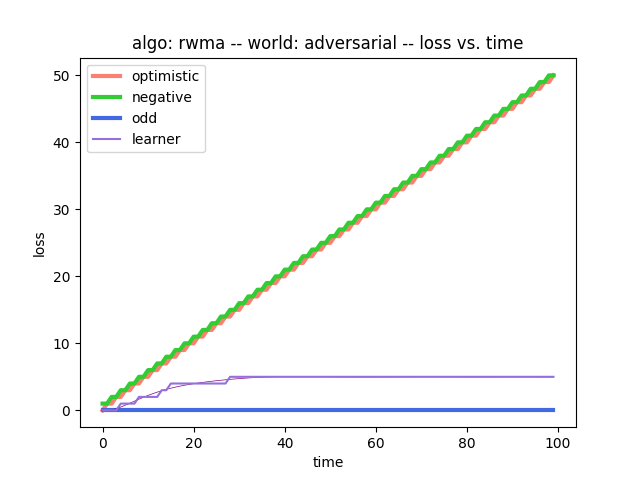 algo: rwma -- world: adversarial -- loss vs. time
optimistic
negative
odd
learner
loss
50
40
30
20
10
0
0 20 40 60 80 100
time